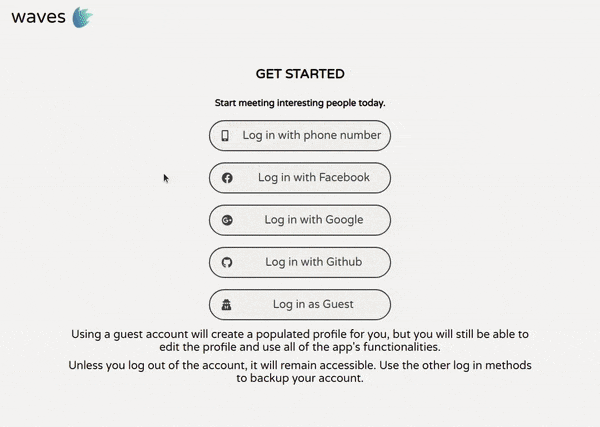 waves
GET STARTED
Start meeting interesting people today.
Log in with phone number
Log in with Facebook
Log in with Google
Log in with Github
Log in as Guest
Using a guest account will create a populated profile for you, but you will still be able to
edit the profile and use all of the app's functionalities.
Unless you log out of the account, it will remain accessible. Use the other log in methods
to backup your account.